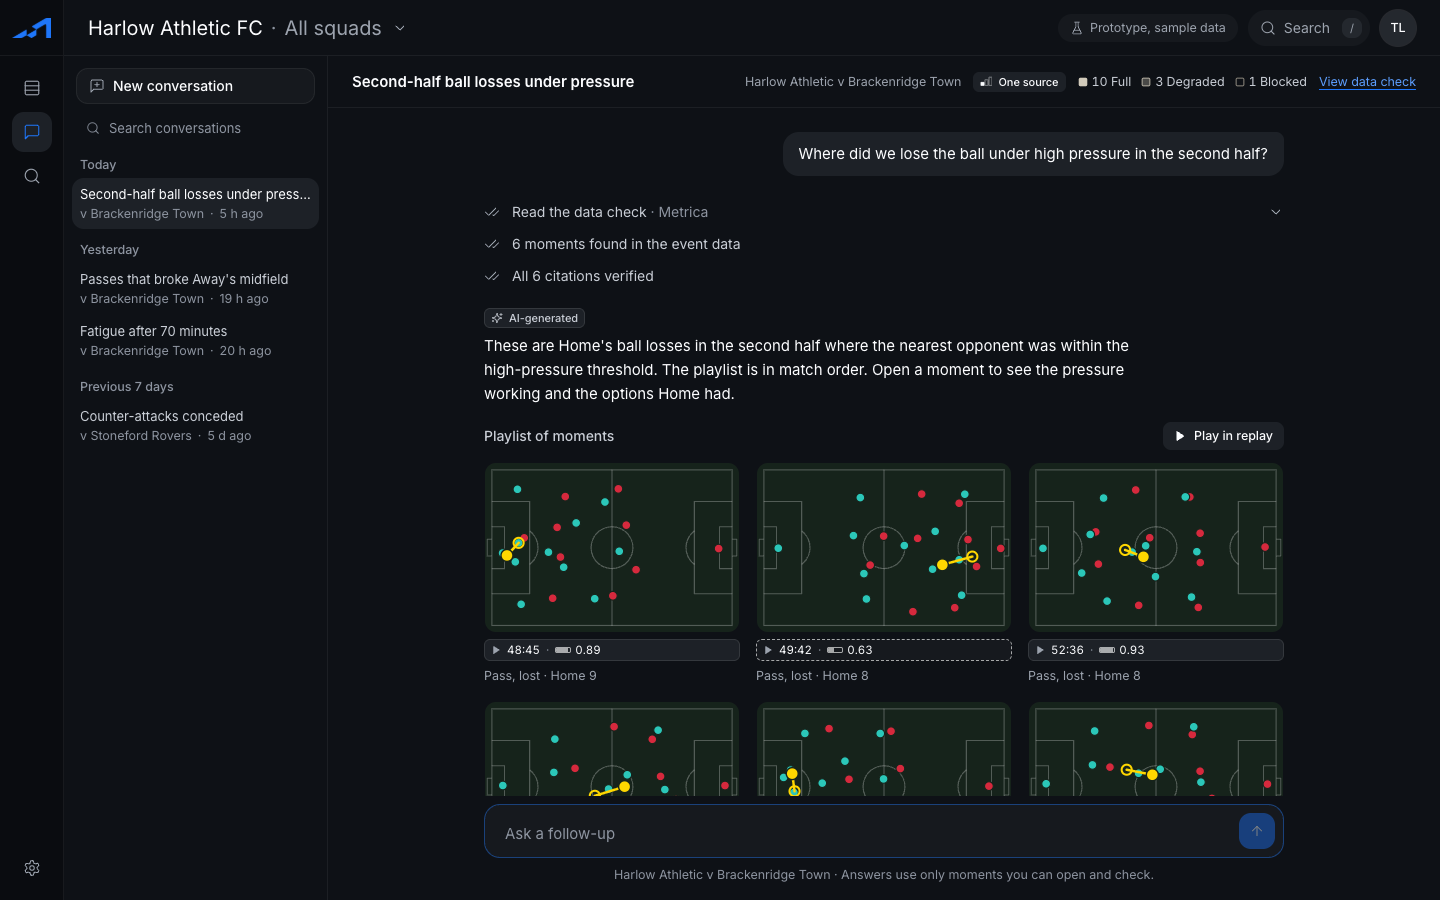 Harlow Athletic FC · All squads
Prototype, sample data
Search /
TL
New conversation
Search conversations
Today
Second-half ball losses under press...
v Brackenridge Town · 5 h ago
Yesterday
Passes that broke Away's midfield
v Brackenridge Town · 19 h ago
Fatigue after 70 minutes
v Brackenridge Town · 20 h ago
Previous 7 days
Counter-attacks conceded
v Stoneford Rovers · 5 d ago
Second-half ball losses under pressure
Harlow Athletic v Brackenridge Town
One source
10 Full
3 Degraded
1 Blocked
View data check
Where did we lose the ball under high pressure in the second half?
Read the data check · Metrica
6 moments found in the event data
All 6 citations verified
AI-generated
These are Home's ball losses in the second half where the nearest opponent was within the
high-pressure threshold. The playlist is in match order. Open a moment to see the pressure
working and the options Home had.
Playlist of moments
Play in replay
48:45 · 0.89
Pass, lost · Home 9
49:42 · 0.63
Pass, lost · Home 8
52:36 · 0.93
Pass, lost · Home 8
Ask a follow-up
Harlow Athletic v Brackenridge Town · Answers use only moments you can open and check.